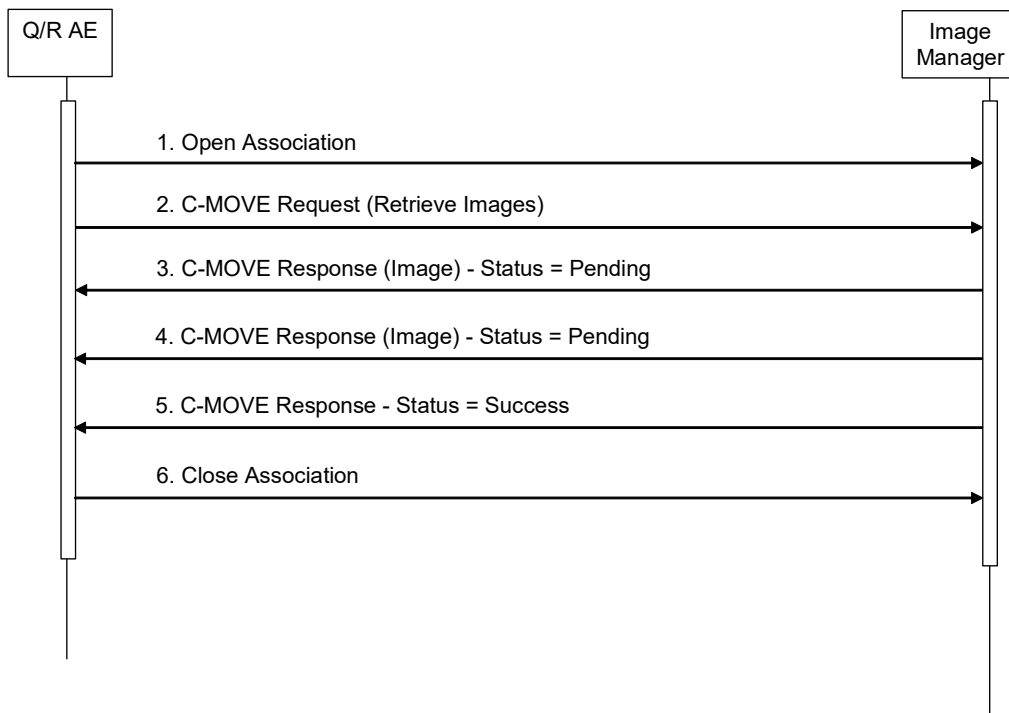 Q/R AE
Image
Manager
1. Open Association
2. C-MOVE Request (Retrieve Images)
3. C-MOVE Response (Image) - Status = Pending
4. C-MOVE Response (Image) - Status = Pending
5. C-MOVE Response - Status = Success
6. Close Association